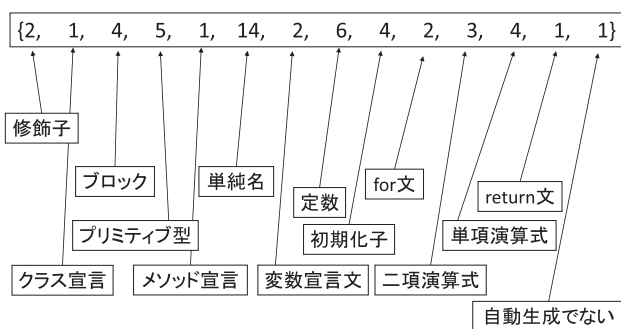 {2, 1, 4, 5, 1, 14, 2, 6, 4, 2, 3, 4, 1, 1}
修飾子
ブロック
単純名
定数
for文
return文
プリミティブ型
初期化子
単項演算式
クラス宣言
メソッド宣言
変数宣言文
二項演算式
自動生成でない